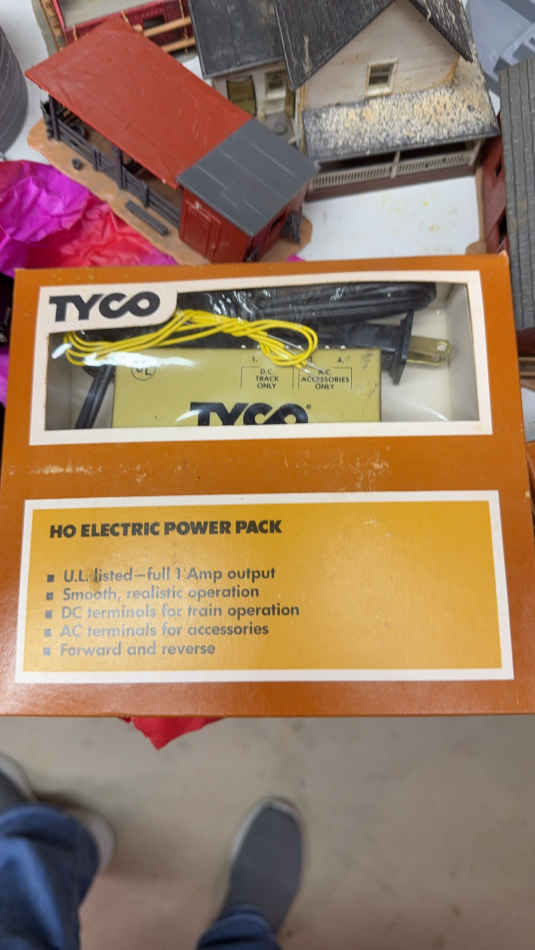 TYCO
UL
D.C. A.C.
TRACK ACCESSORIES
ONLY ONLY
TYCO®
HO ELECTRIC POWER PACK
▪ U.L. listed—full 1 Amp output
▪ Smooth, realistic operation
▪ DC terminals for train operation
▪ AC terminals for accessories
▪ Forward and reverse